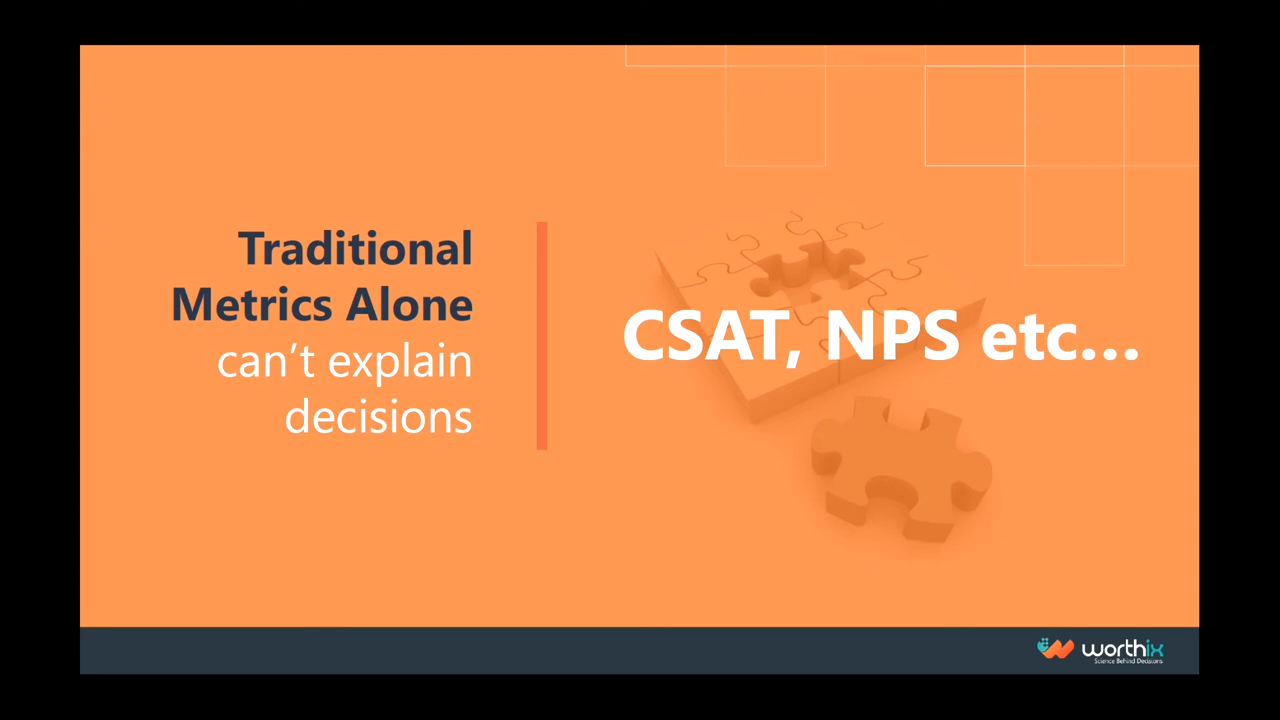 Traditional
Metrics Alone
can’t explain
decisions
CSAT, NPS etc...
worthix
Science Behind Decisions